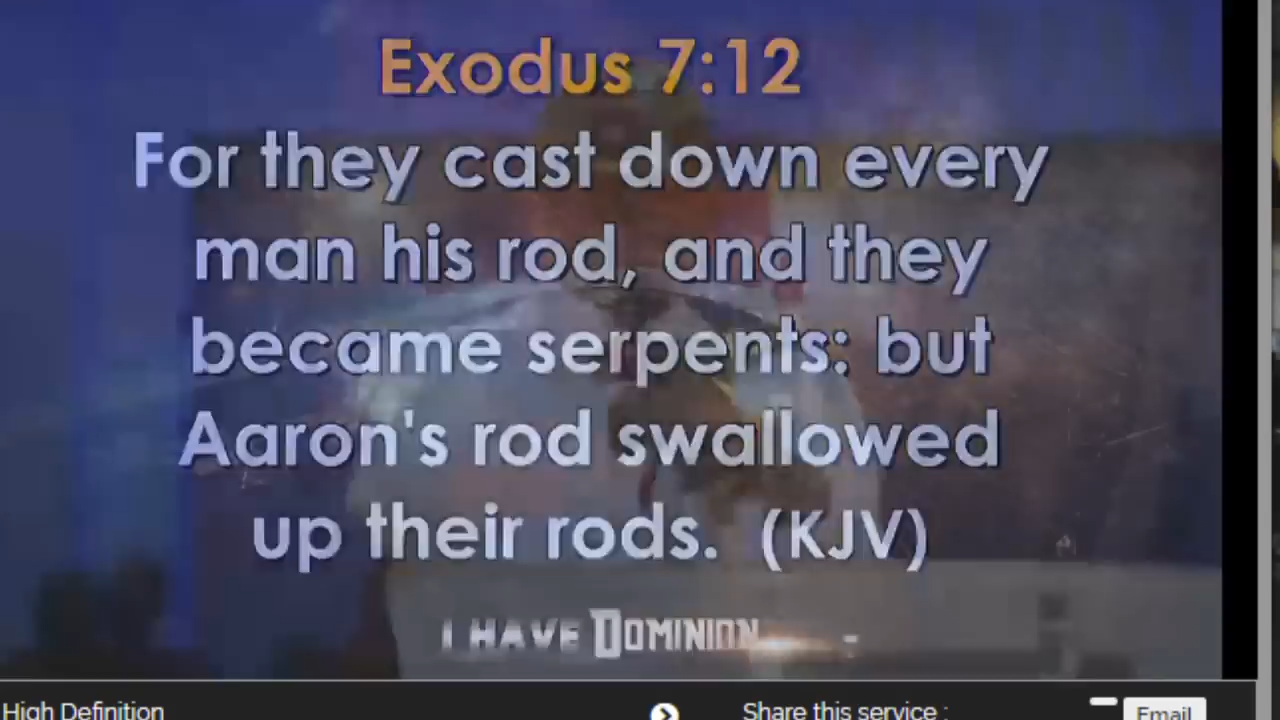 Exodus 7:12
For they cast down every
man his rod, and they
became serpents: but
Aaron's rod swallowed
up their rods. (KJV)
I HAVE DOMINION
High Definition
Share this service :
Email